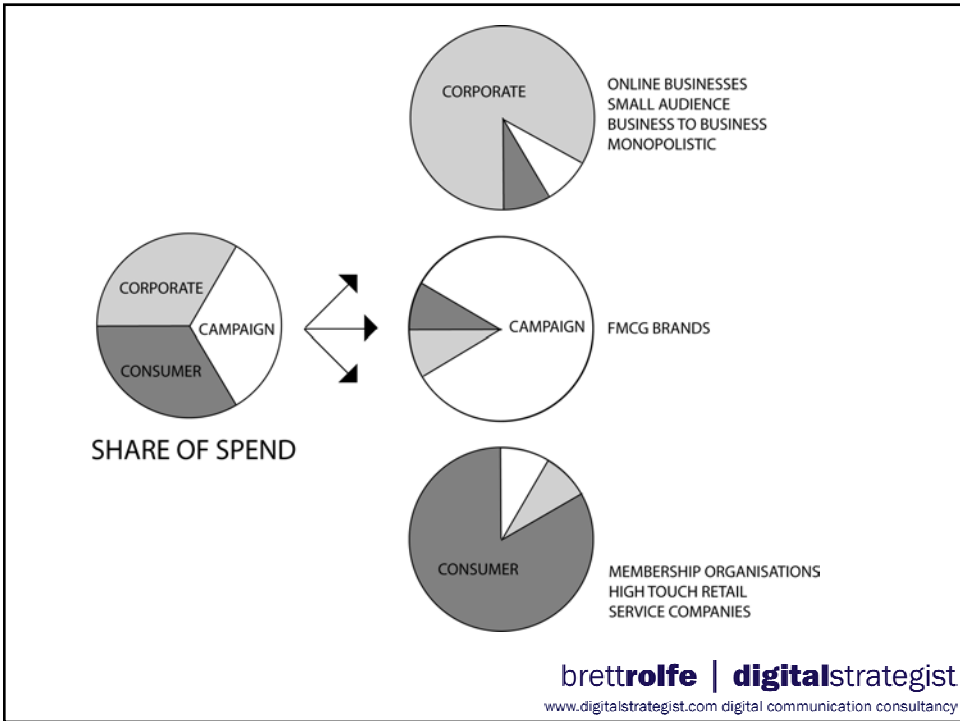 CORPORATE
ONLINE BUSINESSES
SMALL AUDIENCE
BUSINESS TO BUSINESS
MONOPOLISTIC
CORPORATE
CAMPAIGN
CONSUMER
SHARE OF SPEND
CAMPAIGN
FMCG BRANDS
CONSUMER
MEMBERSHIP ORGANISATIONS
HIGH TOUCH RETAIL
SERVICE COMPANIES
brettrolfe | digitalstrategist
www.digitalstrategist.com digital communication consultancy